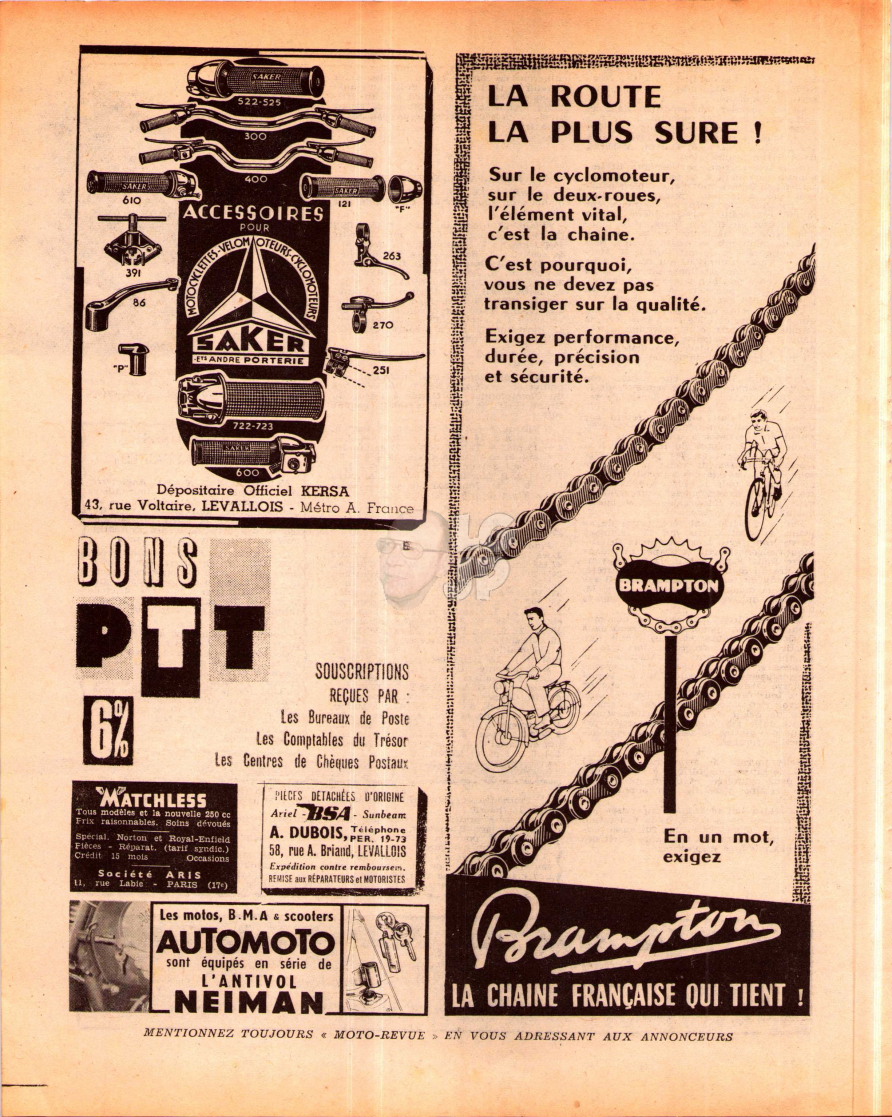 SAKER
522-525
300
400
SAKER
610
SAKER
121
"F"
ACCESSOIRES
POUR
MOTOCYCLETTES-VELOMOTEURS-CYCLOMOTEURS
391
263
86
270
SAKER
ETS ANDRE PORTERIE
"P"
251
722-723
SAKER
600
Dépositaire Officiel KERSA
43, rue Voltaire, LEVALLOIS - Métro A. France
BONS
PTT
6%
SOUSCRIPTIONS
REÇUES PAR :
Les Bureaux de Poste
Les Comptables du Trésor
Les Centres de Chèques Postaux
MATCHLESS
Tous modèles et la nouvelle 250 cc
Prix raisonnables. Soins dévoués
Spécial. Norton et Royal-Enfield
Pièces - Réparat. (tarif syndic.)
Crédit 15 mois Occasions
Société ARIS
11, rue Labie - PARIS (17e)
PIECES DETACHÉES D'ORIGINE
Ariel - BSA - Sunbeam
A. DUBOIS, Téléphone PER. 19-73
58, rue A. Briand, LEVALLOIS
Expédition contre remboursem.
REMISE aux RÉPARATEURS et MOTORISTES
Les motos, B.M.A & scooters
AUTOMOTO
sont équipés en série de
L'ANTIVOL
NEIMAN
LA ROUTE
LA PLUS SURE !
Sur le cyclomoteur,
sur le deux-roues,
l'élément vital,
c'est la chaine.
C'est pourquoi,
vous ne devez pas
transiger sur la qualité.
Exigez performance,
durée, précision
et sécurité.
BRAMPTON
En un mot,
exigez
Brampton
LA CHAINE FRANÇAISE QUI TIENT !
MENTIONNEZ TOUJOURS « MOTO-REVUE » EN VOUS ADRESSANT AUX ANNONCEURS